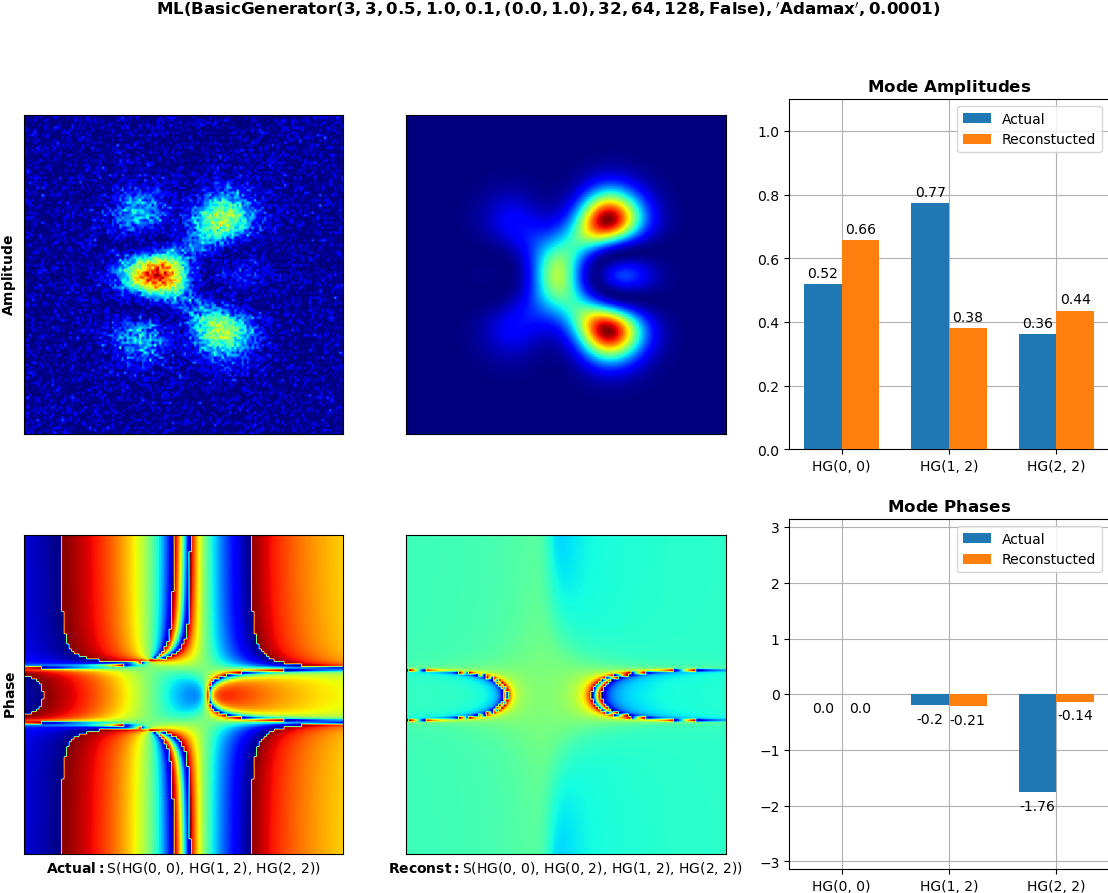 ML(BasicGenerator(3, 3, 0.5, 1.0, 0.1, (0.0, 1.0), 32, 64, 128, False), ′Adamax′, 0.0001)
Mode Amplitudes
Amplitude
Actual
Reconstucted
1.0
0.8
0.6
0.4
0.2
0.0
0.52
0.66
0.77
0.38
0.36
0.44
HG(0, 0)
HG(1, 2)
HG(2, 2)
Mode Phases
Phase
Actual
Reconstucted
3
2
1
0
−1
−2
−3
0.0
0.0
-0.2
-0.21
-1.76
-0.14
HG(0, 0)
HG(1, 2)
HG(2, 2)
Actual: S(HG(0, 0), HG(1, 2), HG(2, 2))
Reconst: S(HG(0, 0), HG(0, 2), HG(1, 2), HG(2, 2))